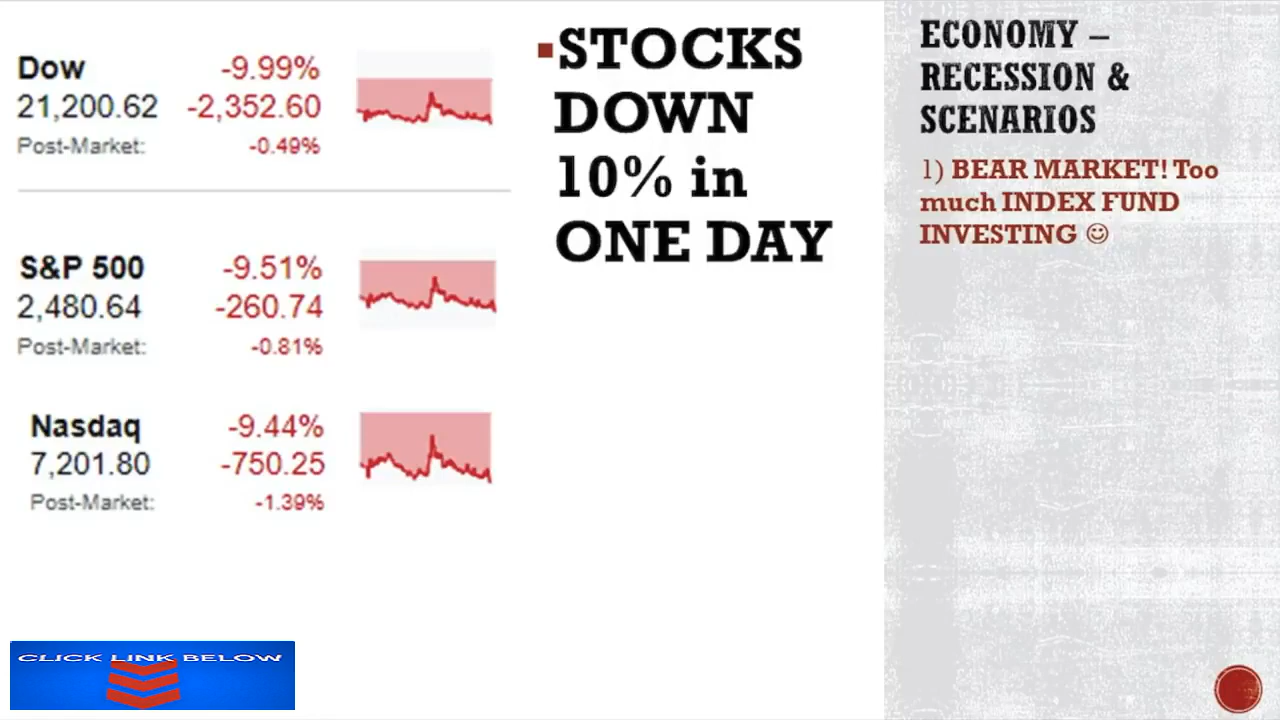 Dow -9.99%
21,200.62 -2,352.60
Post-Market: -0.49%
S&P 500 -9.51%
2,480.64 -260.74
Post-Market: -0.81%
Nasdaq -9.44%
7,201.80 -750.25
Post-Market: -1.39%
CLICK LINK BELOW
▪STOCKS
DOWN
10% in
ONE DAY
ECONOMY –
RECESSION &
SCENARIOS
1) BEAR MARKET! Too
much INDEX FUND
INVESTING ☺